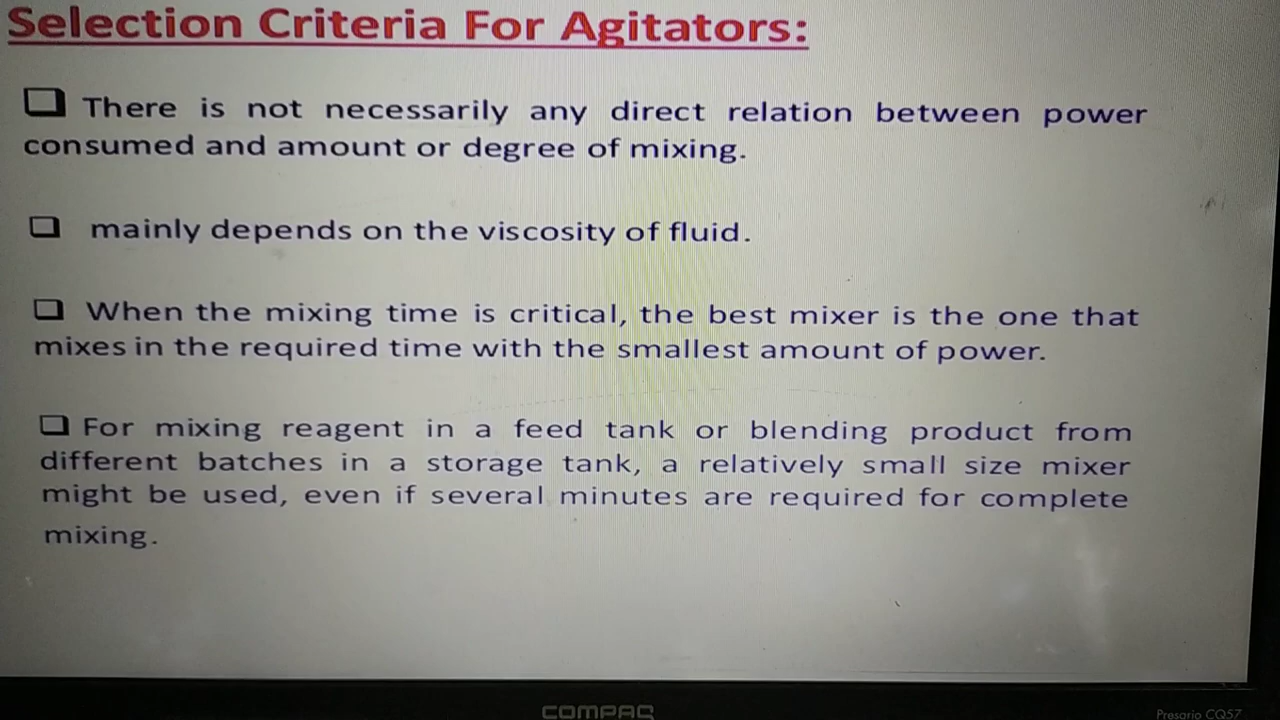 Selection Criteria For Agitators:
There is not necessarily any direct relation between power
consumed and amount or degree of mixing.
mainly depends on the viscosity of fluid.
When the mixing time is critical, the best mixer is the one that
mixes in the required time with the smallest amount of power.
For mixing reagent in a feed tank or blending product from
different batches in a storage tank, a relatively small size mixer
might be used, even if several minutes are required for complete
mixing.
COMPAQ
Presario CQ57